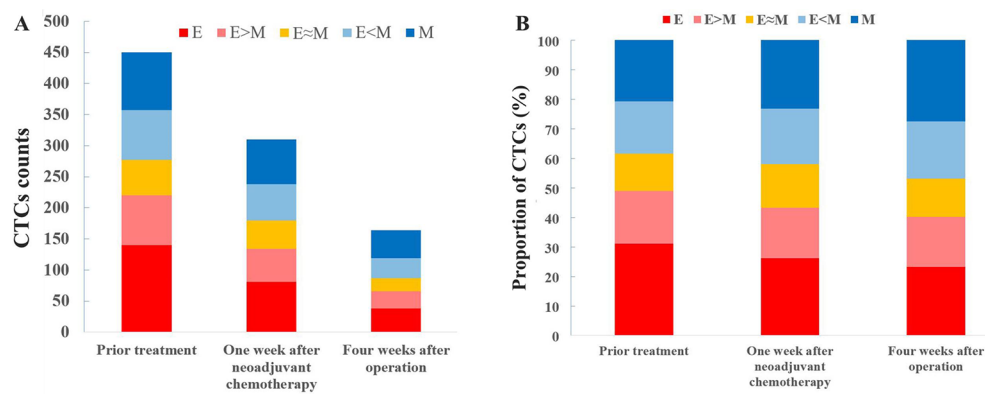 A
E E>M E≈M E<M M
CTCs counts
500
450
400
350
300
250
200
150
100
50
0
Prior treatment
One week after
neoadjuvant
chemotherapy
Four weeks after
operation
B
E E>M E≈M E<M M
Proportion of CTCs (%)
100
90
80
70
60
50
40
30
20
10
0
Prior treatment
One week after
neoadjuvant
chemotherapy
Four weeks after
operation